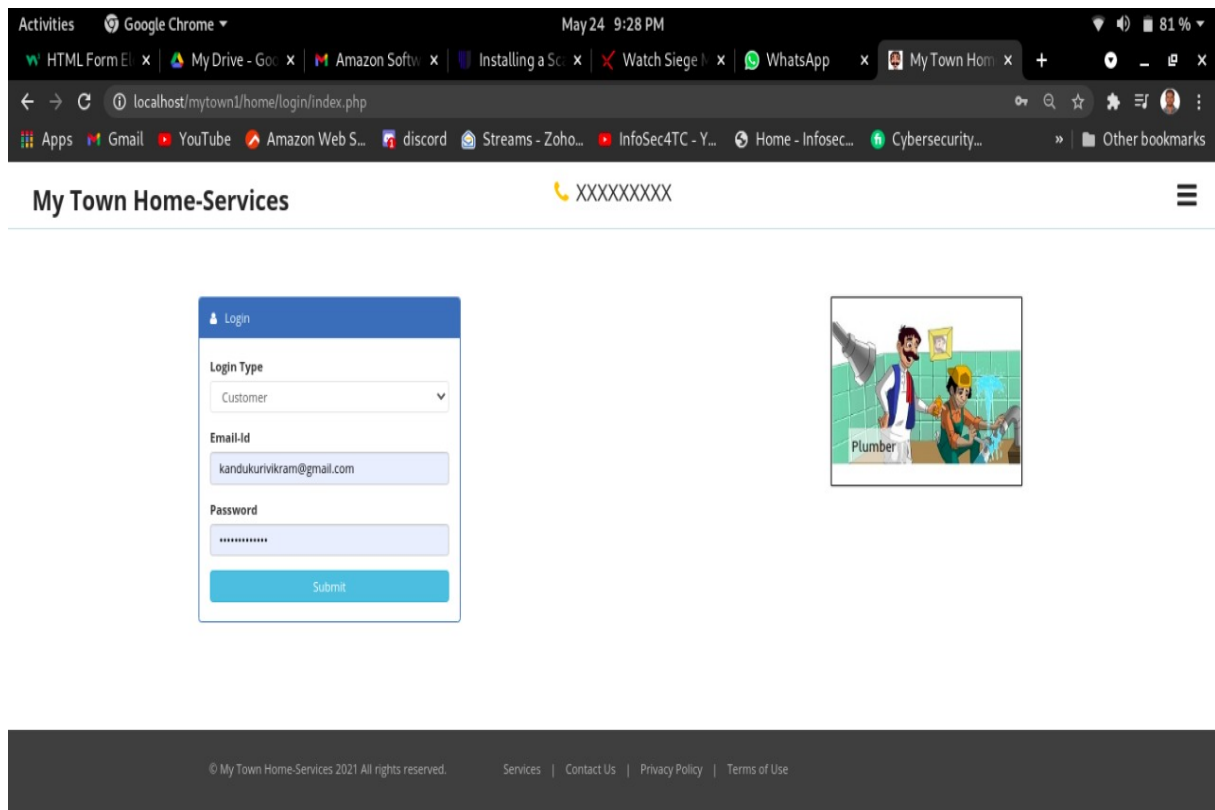 Activities Google Chrome May 24 9:28 PM 81 %
HTML Form El My Drive - Goo Amazon Softw Installing a Sca Watch Siege WhatsApp My Town Hom
localhost/mytown1/home/login/index.php
Apps Gmail YouTube Amazon Web S... discord Streams - Zoho... InfoSec4TC - Y... Home - Infosec... Cybersecurity... » Other bookmarks
My Town Home-Services XXXXXXXXX
Login
Login Type
Customer
Email-Id
kandukurivikram@gmail.com
Password
•••••••••••••
Submit
Plumber
© My Town Home-Services 2021 All rights reserved. Services | Contact Us | Privacy Policy | Terms of Use